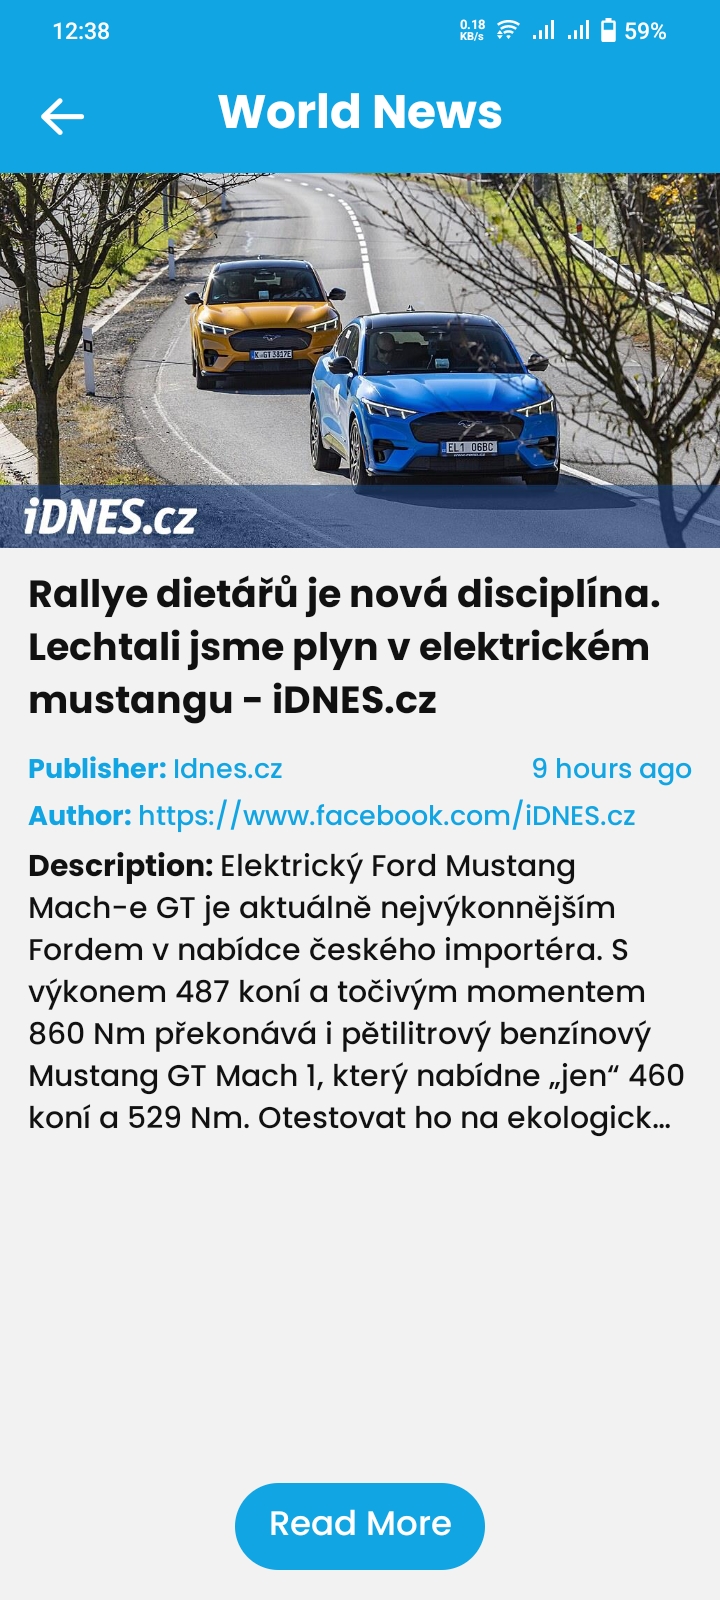 12:38
0.18
KB/s
59%
World News
K GT3837E
EL1 06BC
iDNES.cz
Rallye dietářů je nová disciplína.
Lechtali jsme plyn v elektrickém
mustangu - iDNES.cz
Publisher: Idnes.cz
9 hours ago
Author: https://www.facebook.com/iDNES.cz
Description: Elektrický Ford Mustang
Mach-e GT je aktuálně nejvýkonnějším
Fordem v nabídce českého importéra. S
výkonem 487 koní a točivým momentem
860 Nm překonává i pětilitrový benzínový
Mustang GT Mach 1, který nabídne „jen“ 460
koní a 529 Nm. Otestovat ho na ekologick…
Read More